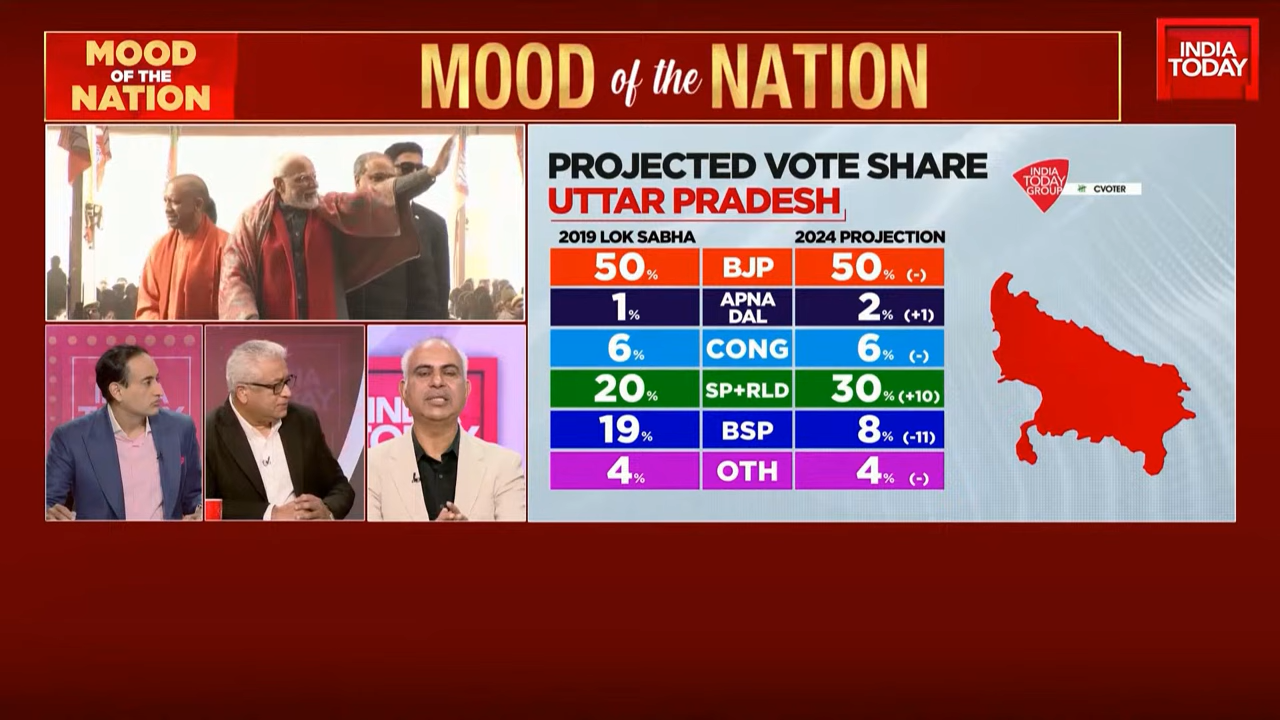 MOOD
OF THE
NATION
MOOD of the NATION
INDIA
TODAY
PROJECTED VOTE SHARE
UTTAR PRADESH
INDIA
TODAY
GROUP
CVOTER
2019 LOK SABHA 2024 PROJECTION
50% BJP 50% (-)
1% APNA DAL 2% (+1)
6% CONG 6% (-)
20% SP+RLD 30% (+10)
19% BSP 8% (-11)
4% OTH 4% (-)